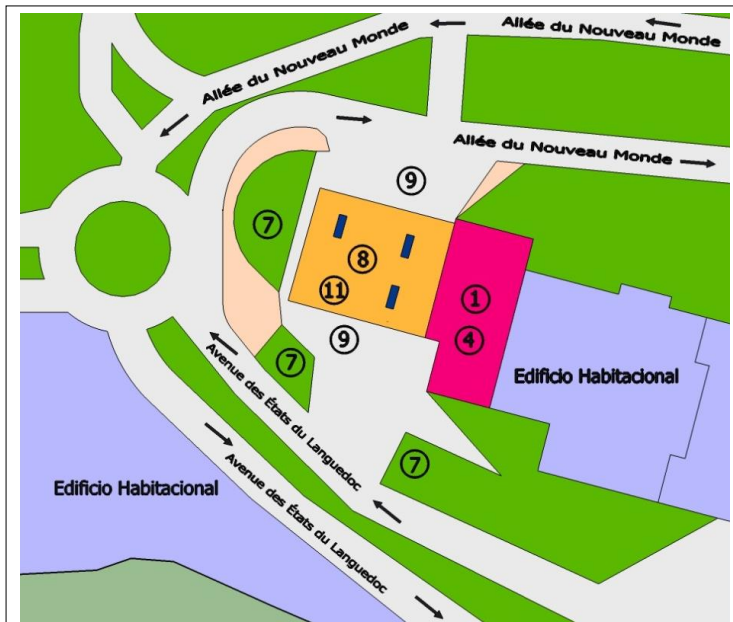 Allée du Nouveau Monde
Allée du Nouveau Monde
Allée du Nouveau Monde
9
7
8
11
1
4
9
7
7
Edificio Habitacional
Avenue des États du Languedoc
Avenue des États du Languedoc
Edificio Habitacional